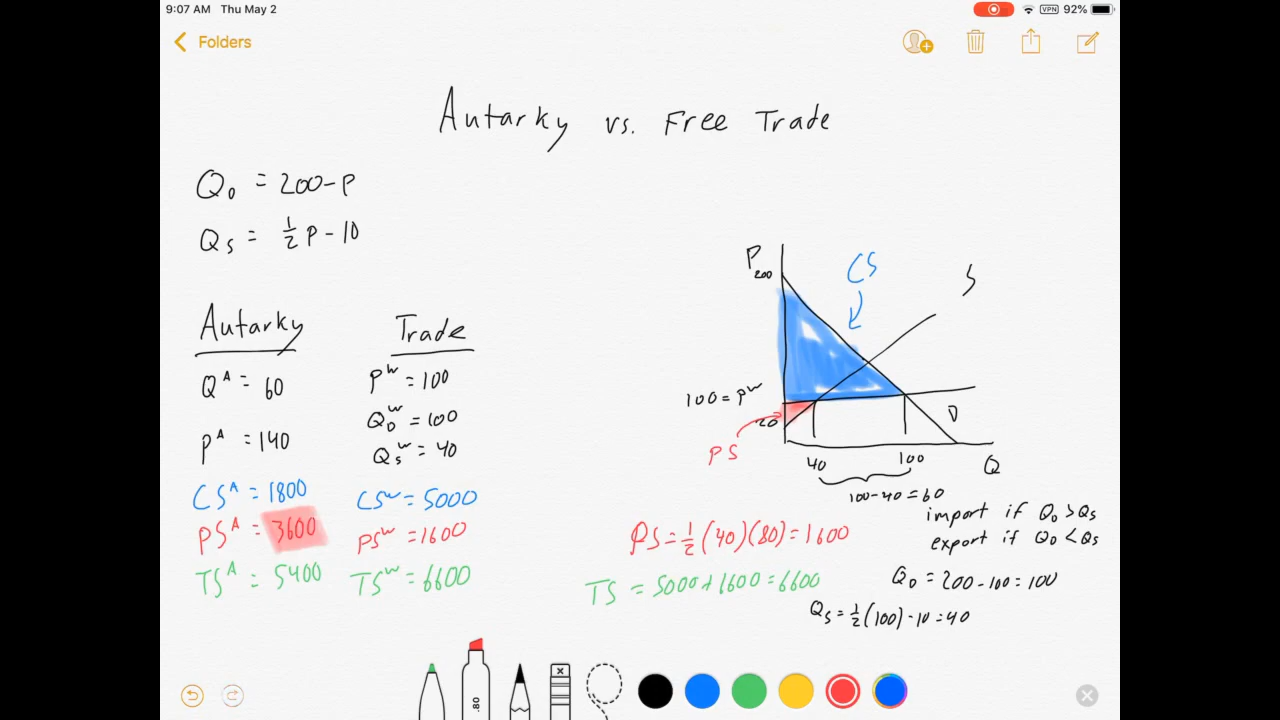 9:07 AM Thu May 2
VPN 92%
Folders
Autarky vs. Free Trade
Q_D = 200 - P
Q_S = 1/2 P - 10
Autarky
Q^A = 60
P^A = 140
CS^A = 1800
PS^A = 3600
TS^A = 5400
Trade
P^W = 100
Q_D^W = 100
Q_S^W = 40
CS^W = 5000
PS^W = 1600
TS^W = 6600
P
200
CS
S
100 = P^W
20
D
PS
40
100
Q
100 - 40 = 60
import if Q_D > Q_S
export if Q_D < Q_S
PS = 1/2 (40)(80) = 1600
TS = 5000 + 1600 = 6600
Q_D = 200 - 100 = 100
Q_S = 1/2 (100) - 10 = 40
.80